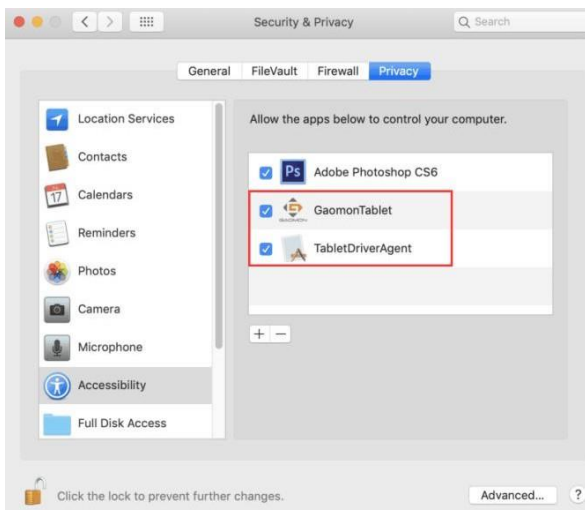 Security & Privacy
Search
General FileVault Firewall Privacy
Location Services
Contacts
17
Calendars
Reminders
Photos
Camera
Microphone
Accessibility
Full Disk Access
Allow the apps below to control your computer.
Ps Adobe Photoshop CS6
GAOMON GaomonTablet
TabletDriverAgent
+ −
Click the lock to prevent further changes.
Advanced... ?